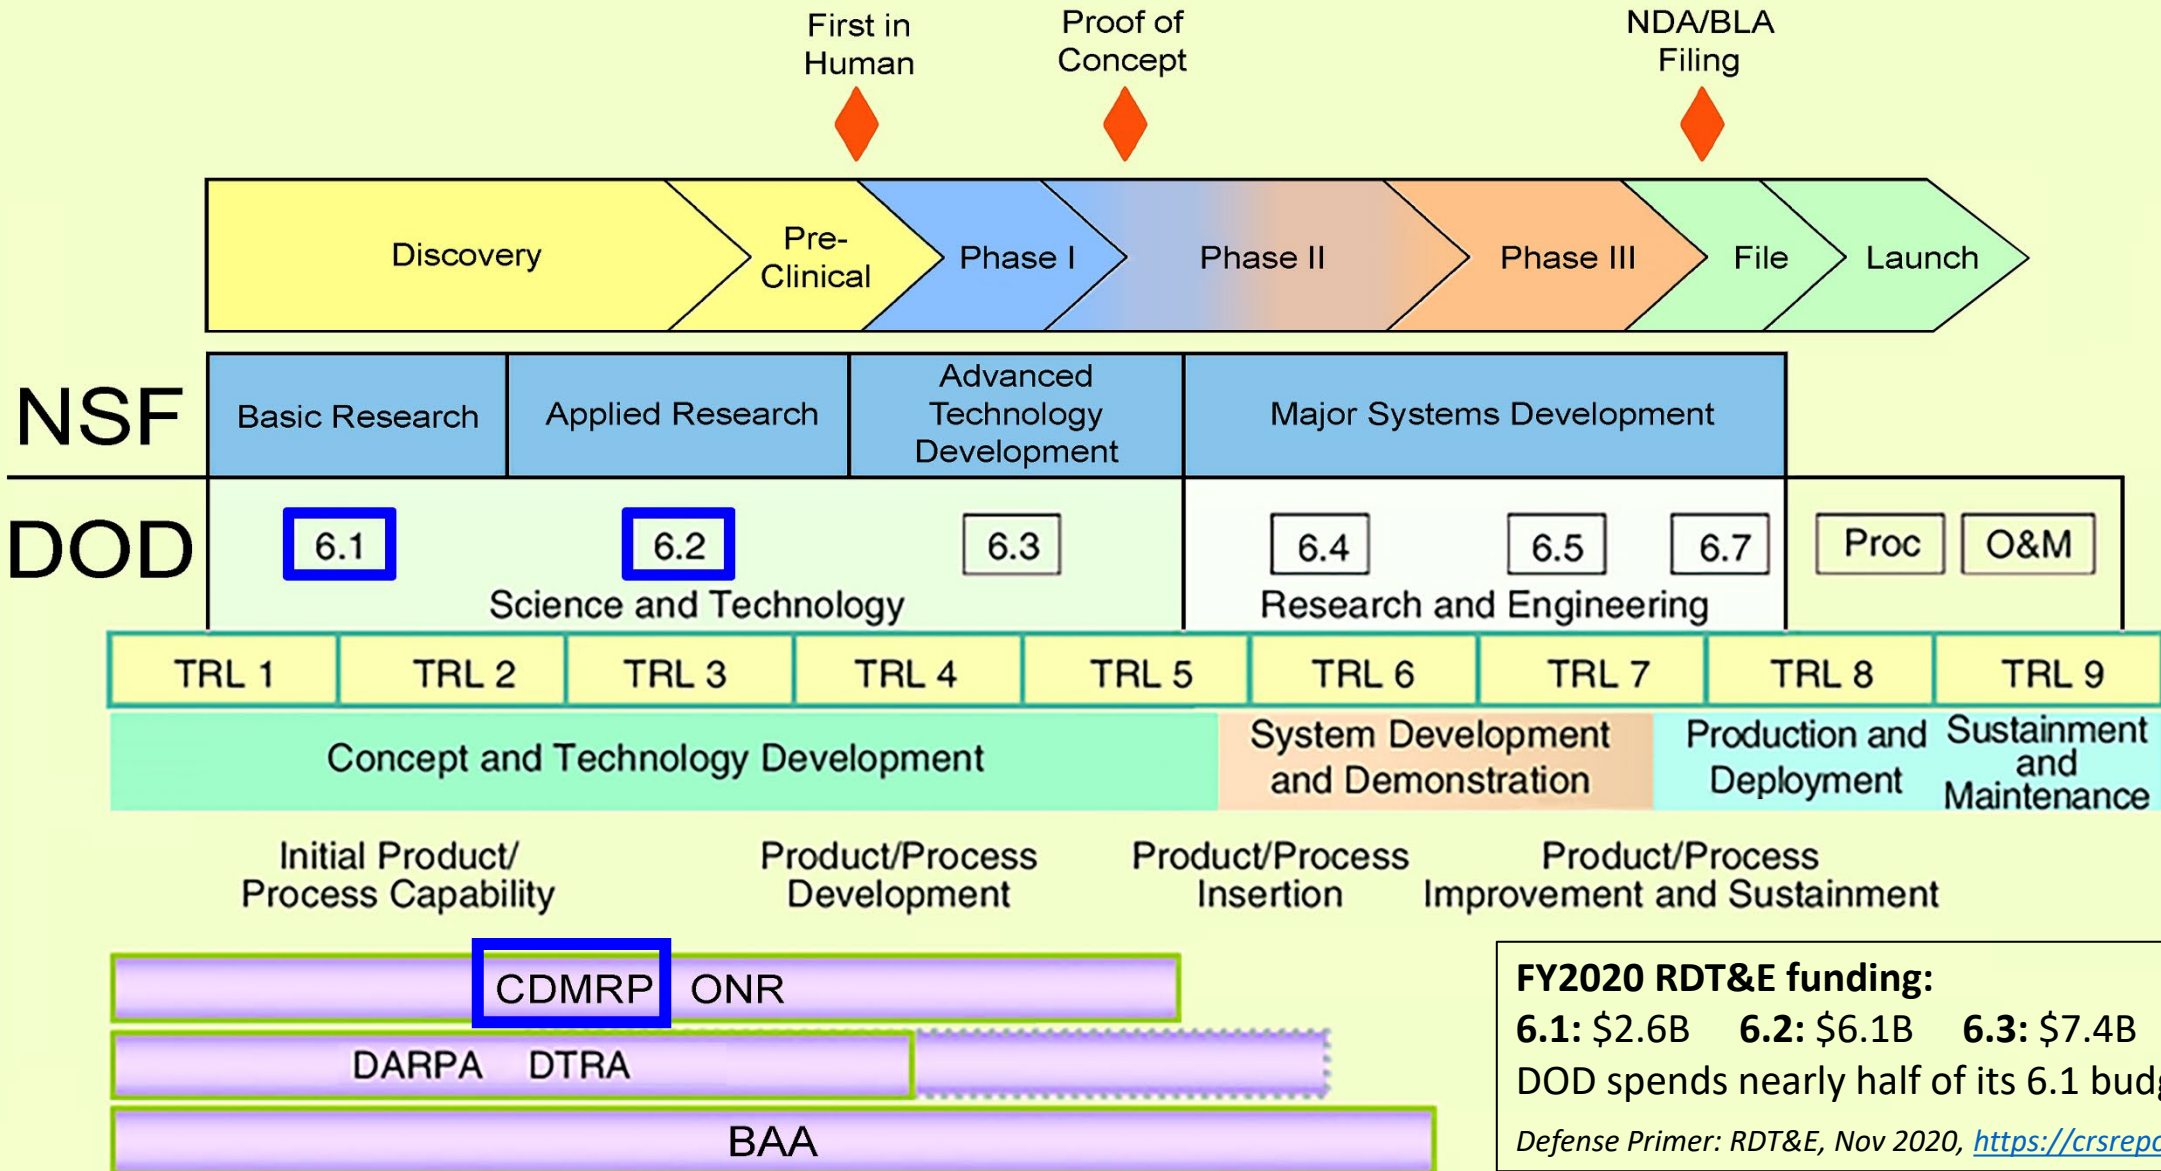 First in
Human
Proof of
Concept
NDA/BLA
Filing
Discovery
Pre-
Clinical
Phase I
Phase II
Phase III
File
Launch
NSF
Basic Research
Applied Research
Advanced
Technology
Development
Major Systems Development
DOD
6.1
6.2
6.3
6.4
6.5
6.7
Proc
O&M
Science and Technology
Research and Engineering
TRL 1
TRL 2
TRL 3
TRL 4
TRL 5
TRL 6
TRL 7
TRL 8
TRL 9
Concept and Technology Development
System Development
and Demonstration
Production and
Deployment
Sustainment
and
Maintenance
Initial Product/
Process Capability
Product/Process
Development
Product/Process
Insertion
Product/Process
Improvement and Sustainment
CDMRP ONR
DARPA DTRA
BAA
FY2020 RDT&E funding:
6.1: $2.6B 6.2: $6.1B 6.3: $7.4B
DOD spends nearly half of its 6.1
Defense Primer: RDT&E, Nov 2020,